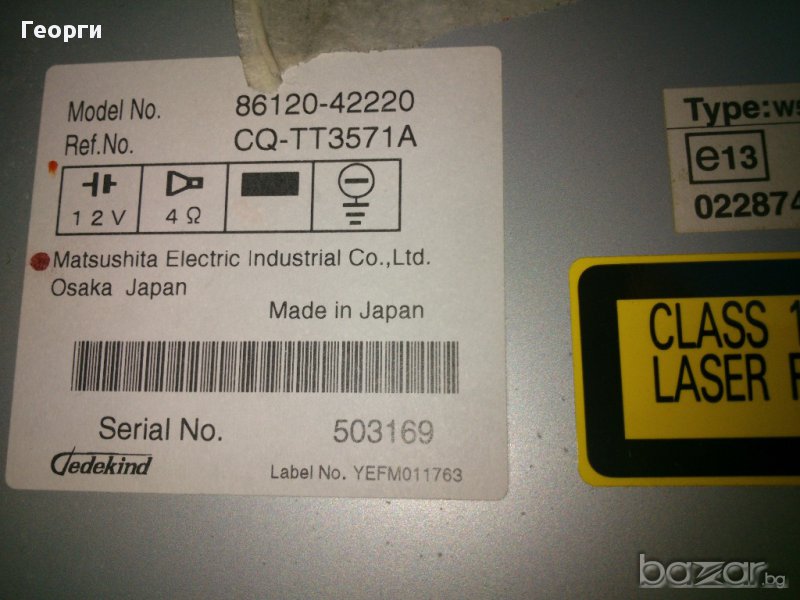 Георги
Model No. 86120-42220
Ref.No. CQ-TT3571A
12V 4Ω
Matsushita Electric Industrial Co.,Ltd.
Osaka Japan
Made in Japan
Serial No. 503169
Dedekind
Label No. YEFM011763
Type:
e13
022874
CLASS 1
LASER
bazar.bg